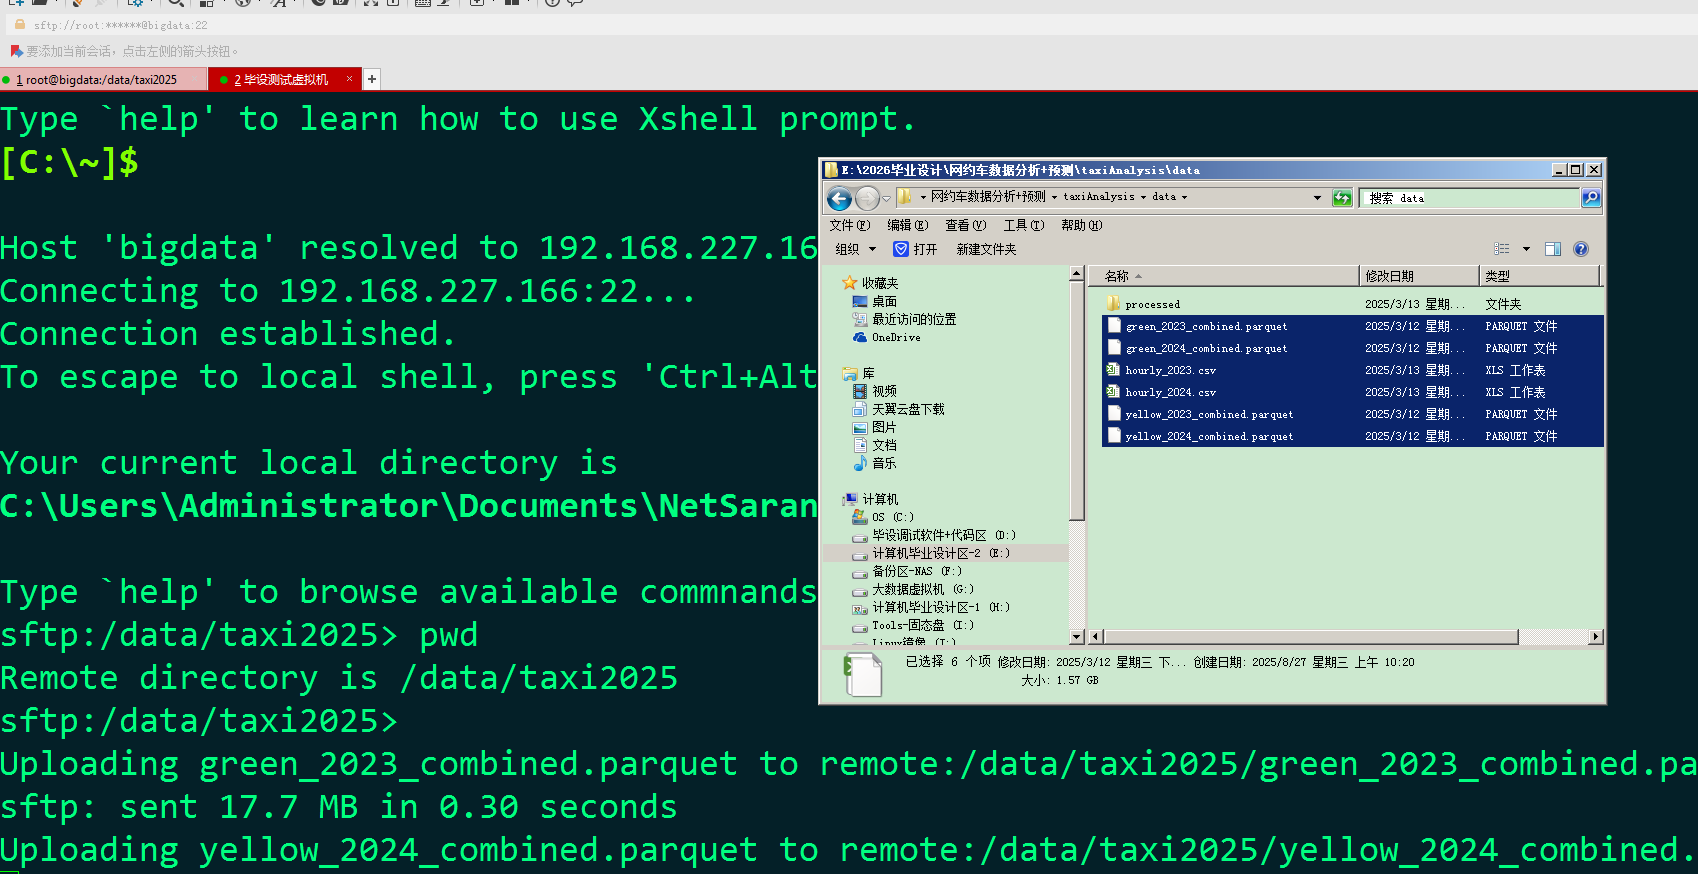 sftp://root:******@bigdata:22
要添加当前会话，点击左侧的箭头按钮。
1 root@bigdata:/data/taxi2025
2 毕设测试虚拟机 × +
Type `help' to learn how to use Xshell prompt.
[C:\~]$
Host 'bigdata' resolved to 192.168.227.16
Connecting to 192.168.227.166:22...
Connection established.
To escape to local shell, press 'Ctrl+Alt
Your current local directory is
C:\Users\Administrator\Documents\NetSaran
Type `help' to browse available commnands
sftp:/data/taxi2025> pwd
Remote directory is /data/taxi2025
sftp:/data/taxi2025>
Uploading green_2023_combined.parquet to remote:/data/taxi2025/green_2023_combined.pa
sftp: sent 17.7 MB in 0.30 seconds
Uploading yellow_2024_combined.parquet to remote:/data/taxi2025/yellow_2024_combined.
E:\2026毕业设计\网约车数据分析+预测\taxiAnalysis\data
网约车数据分析+预测 taxiAnalysis data
搜索 data
文件(F) 编辑(E) 查看(V) 工具(T) 帮助(H)
组织 打开 新建文件夹
收藏夹
桌面
最近访问的位置
OneDrive
库
视频
天翼云盘下载
图片
文档
音乐
计算机
OS (C:)
毕设调试软件+代码区 (D:)
计算机毕业设计区-2 (E:)
备份区-NAS (F:)
大数据虚拟机 (G:)
计算机毕业设计区-1 (H:)
Tools-固态盘 (I:)
名称 修改日期 类型
processed 2025/3/13 星期... 文件夹
green_2023_combined.parquet 2025/3/12 星期... PARQUET 文件
green_2024_combined.parquet 2025/3/12 星期... PARQUET 文件
hourly_2023.csv 2025/3/13 星期... XLS 工作表
hourly_2024.csv 2025/3/13 星期... XLS 工作表
yellow_2023_combined.parquet 2025/3/12 星期... PARQUET 文件
yellow_2024_combined.parquet 2025/3/12 星期... PARQUET 文件
已选择 6 个项 修改日期: 2025/3/12 星期三 下... 创建日期: 2025/8/27 星期三 上午 10:20
大小: 1.57 GB